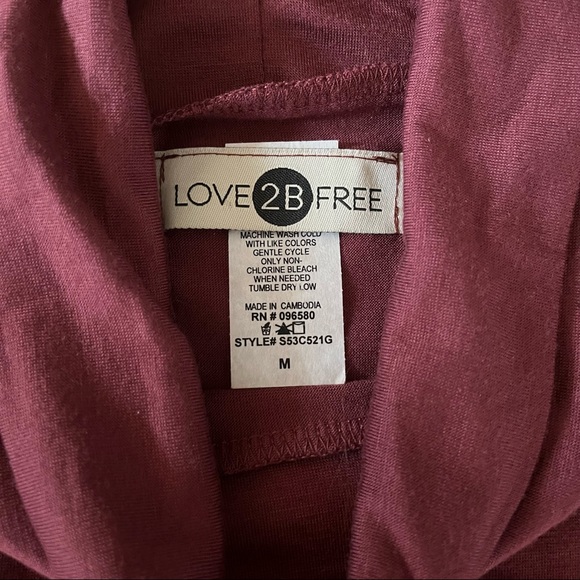 LOVE 2B FREE
MACHINE WASH COLD
WITH LIKE COLORS
GENTLE CYCLE
ONLY NON-
CHLORINE BLEACH
WHEN NEEDED
TUMBLE DRY LOW
MADE IN CAMBODIA
RN # 096580
STYLE# S53C521G
M